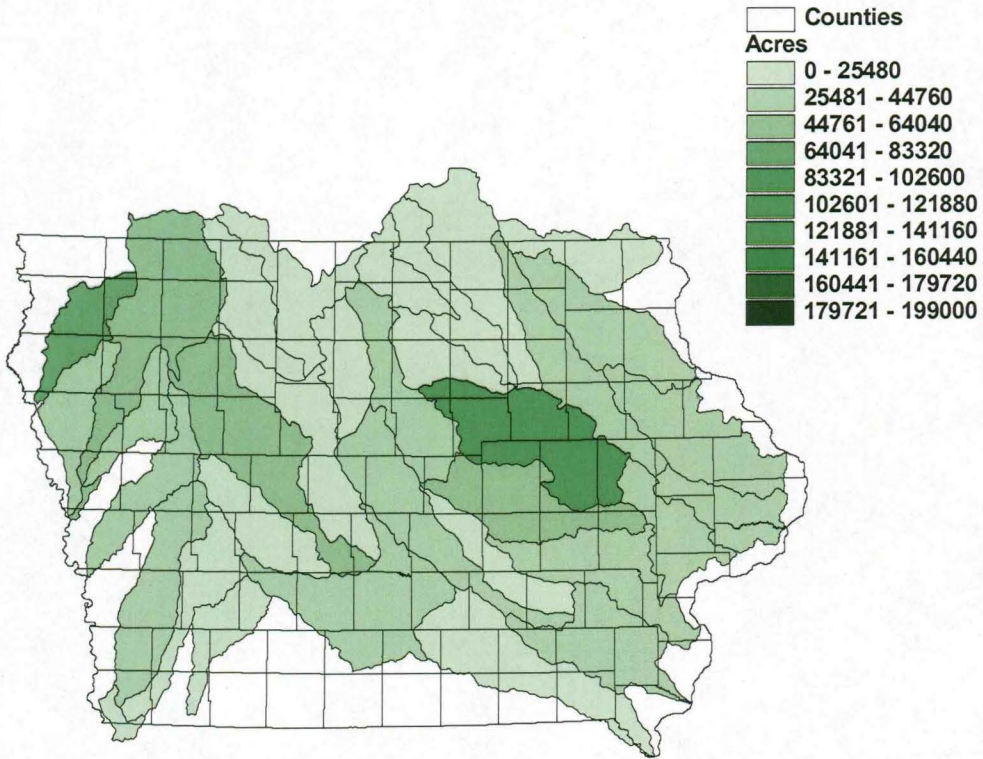 Counties
Acres
0 - 25480
25481 - 44760
44761 - 64040
64041 - 83320
83321 - 102600
102601 - 121880
121881 - 141160
141161 - 160440
160441 - 179720
179721 - 199000